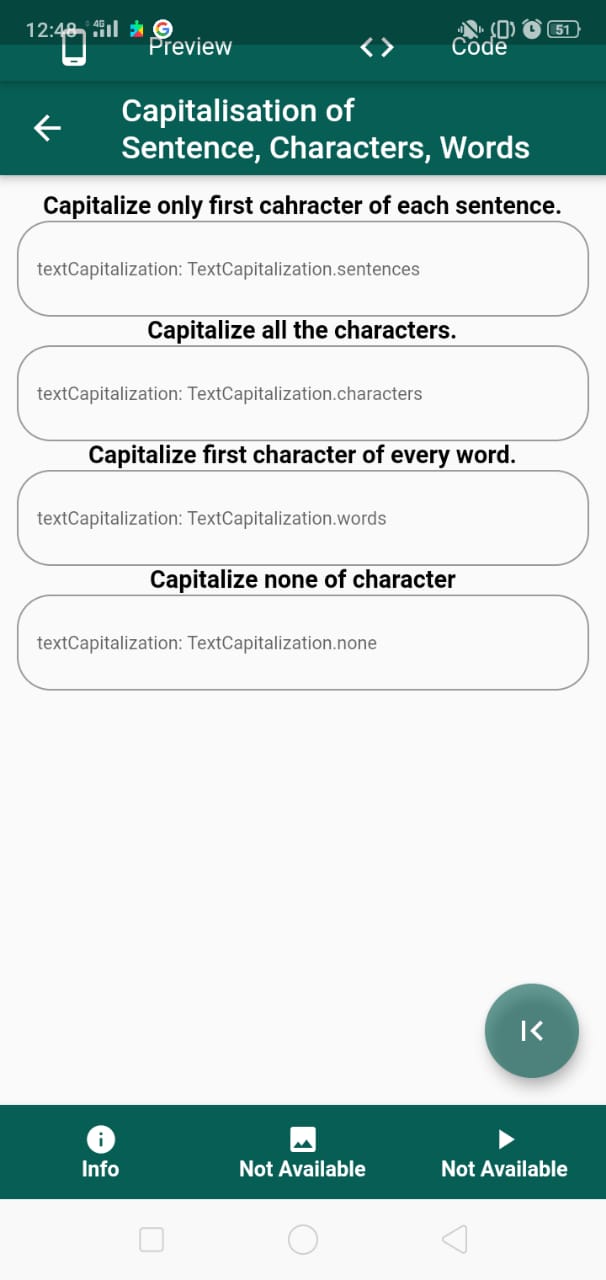 12:48 4G 51
Preview <> Code
Capitalisation of
Sentence, Characters, Words
Capitalize only first cahracter of each sentence.
textCapitalization: TextCapitalization.sentences
Capitalize all the characters.
textCapitalization: TextCapitalization.characters
Capitalize first character of every word.
textCapitalization: TextCapitalization.words
Capitalize none of character
textCapitalization: TextCapitalization.none
Info Not Available Not Available